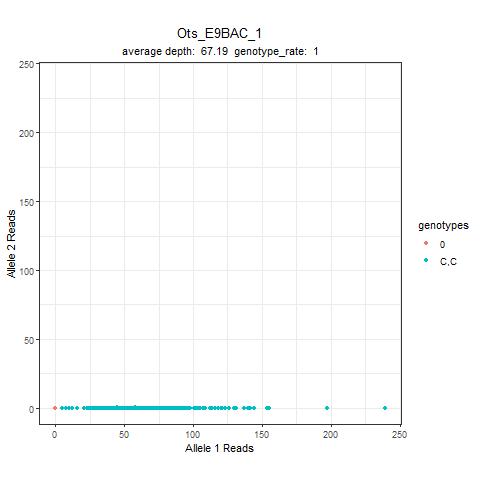 Ots_E9BAC_1
average depth: 67.19 genotype_rate: 1
250
200
150
100
50
0
Allele 2 Reads
0 50 100 150 200 250
Allele 1 Reads
genotypes
0
C,C